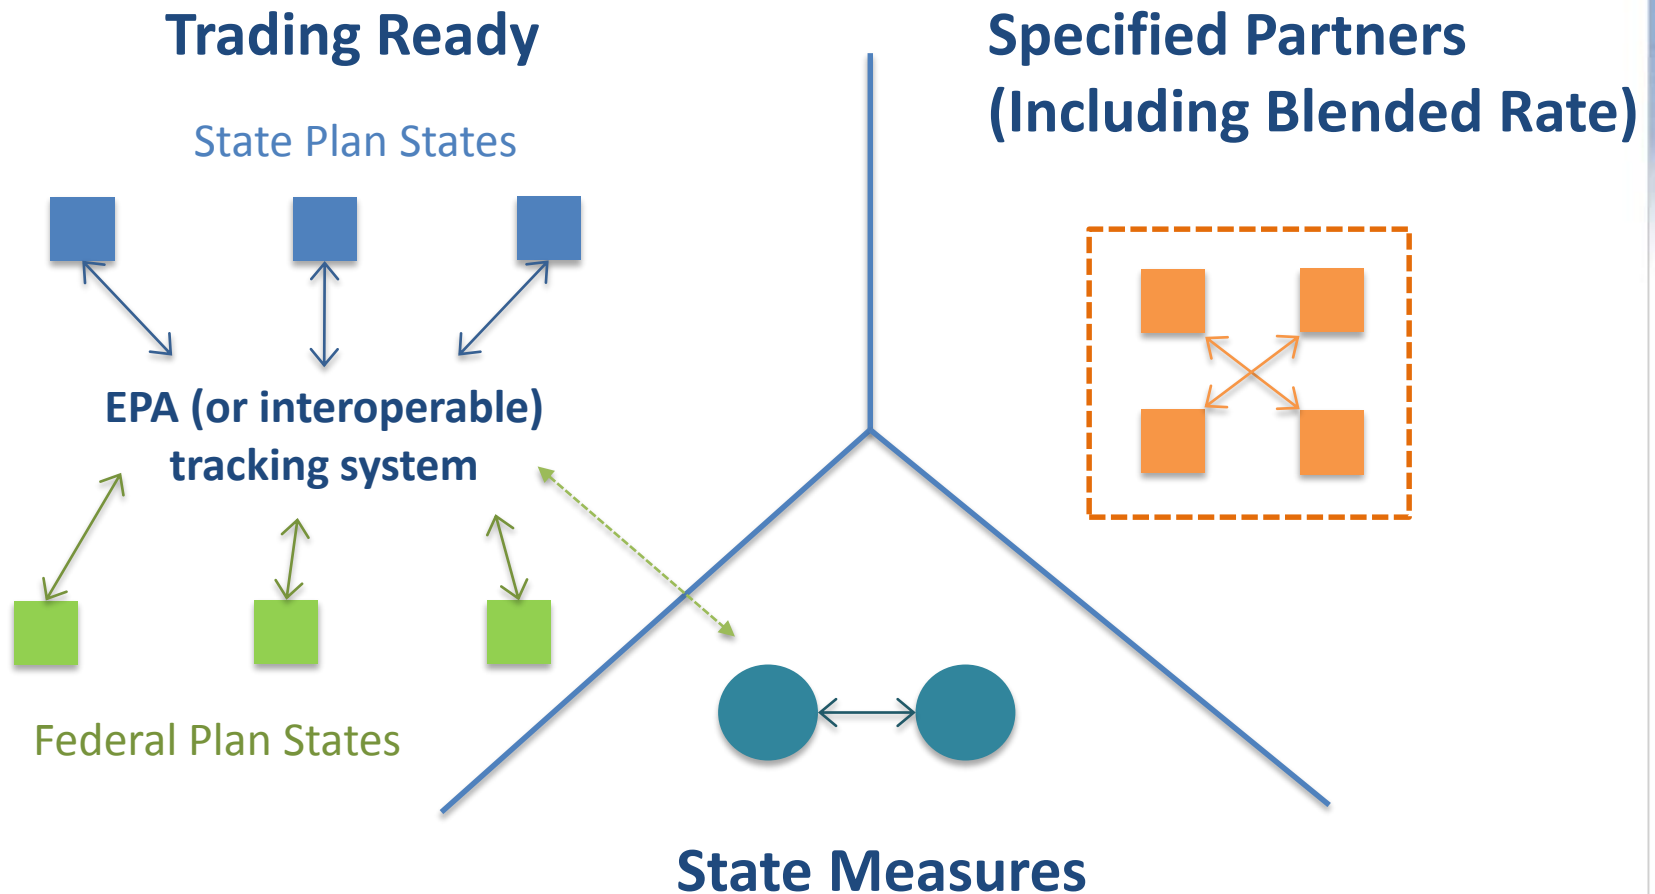 Trading Ready
State Plan States
EPA (or interoperable)
tracking system
Federal Plan States
Specified Partners
(Including Blended Rate)
State Measures